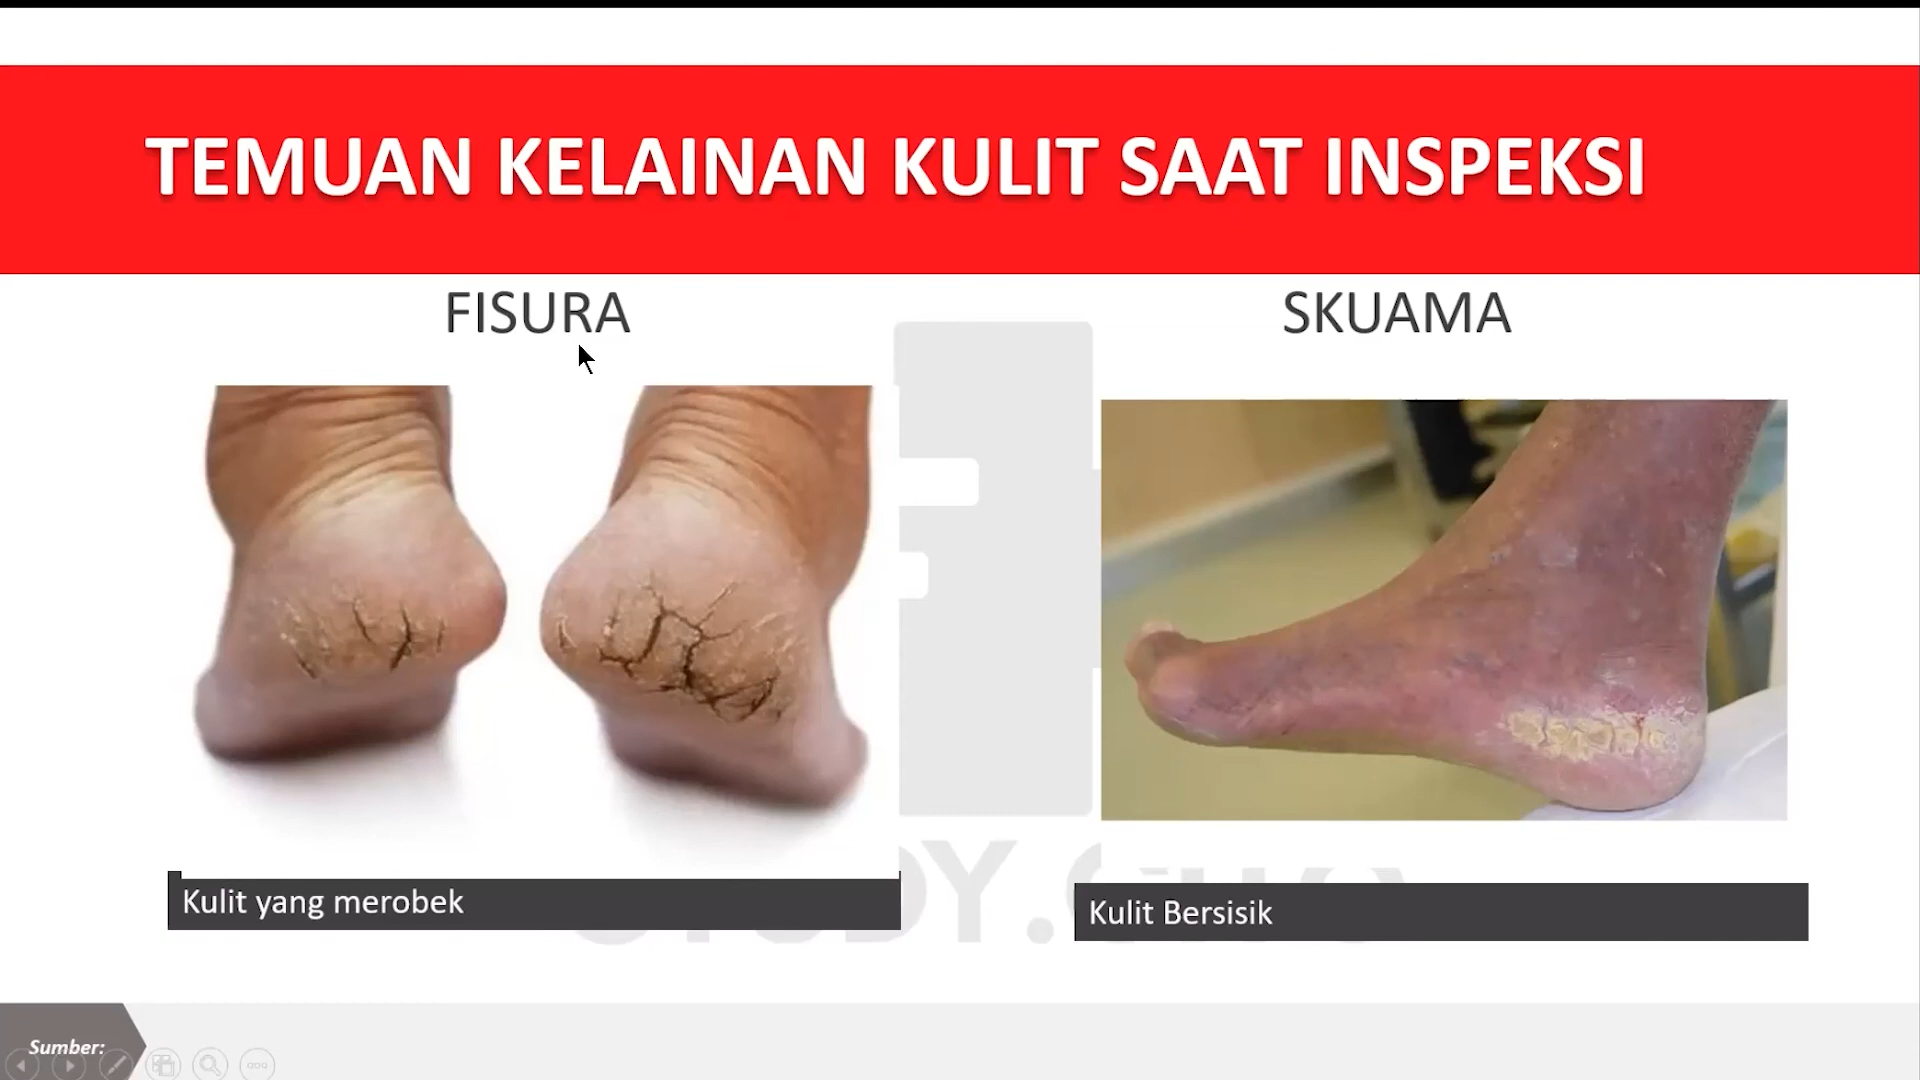 TEMUAN KELAINAN KULIT SAAT INSPEKSI
FISURA
SKUAMA
Kulit yang merobek
Kulit Bersisik
Sumber: